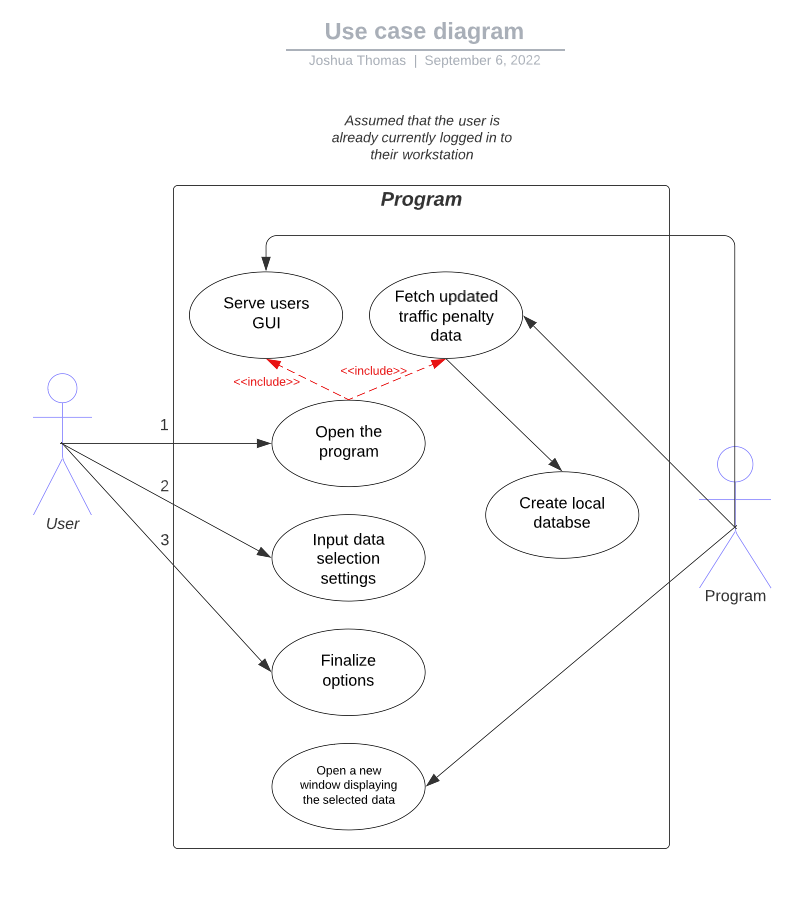 Use case diagram
Joshua Thomas | September 6, 2022
Assumed that the user is
already currently logged in to
their workstation
Program
Serve users
GUI
Fetch updated
traffic penalty
data
<<include>>
<<include>>
1
Open the
program
2
Create local
databse
User
3
Input data
selection
settings
Program
Finalize
options
Open a new
window displaying
the selected data